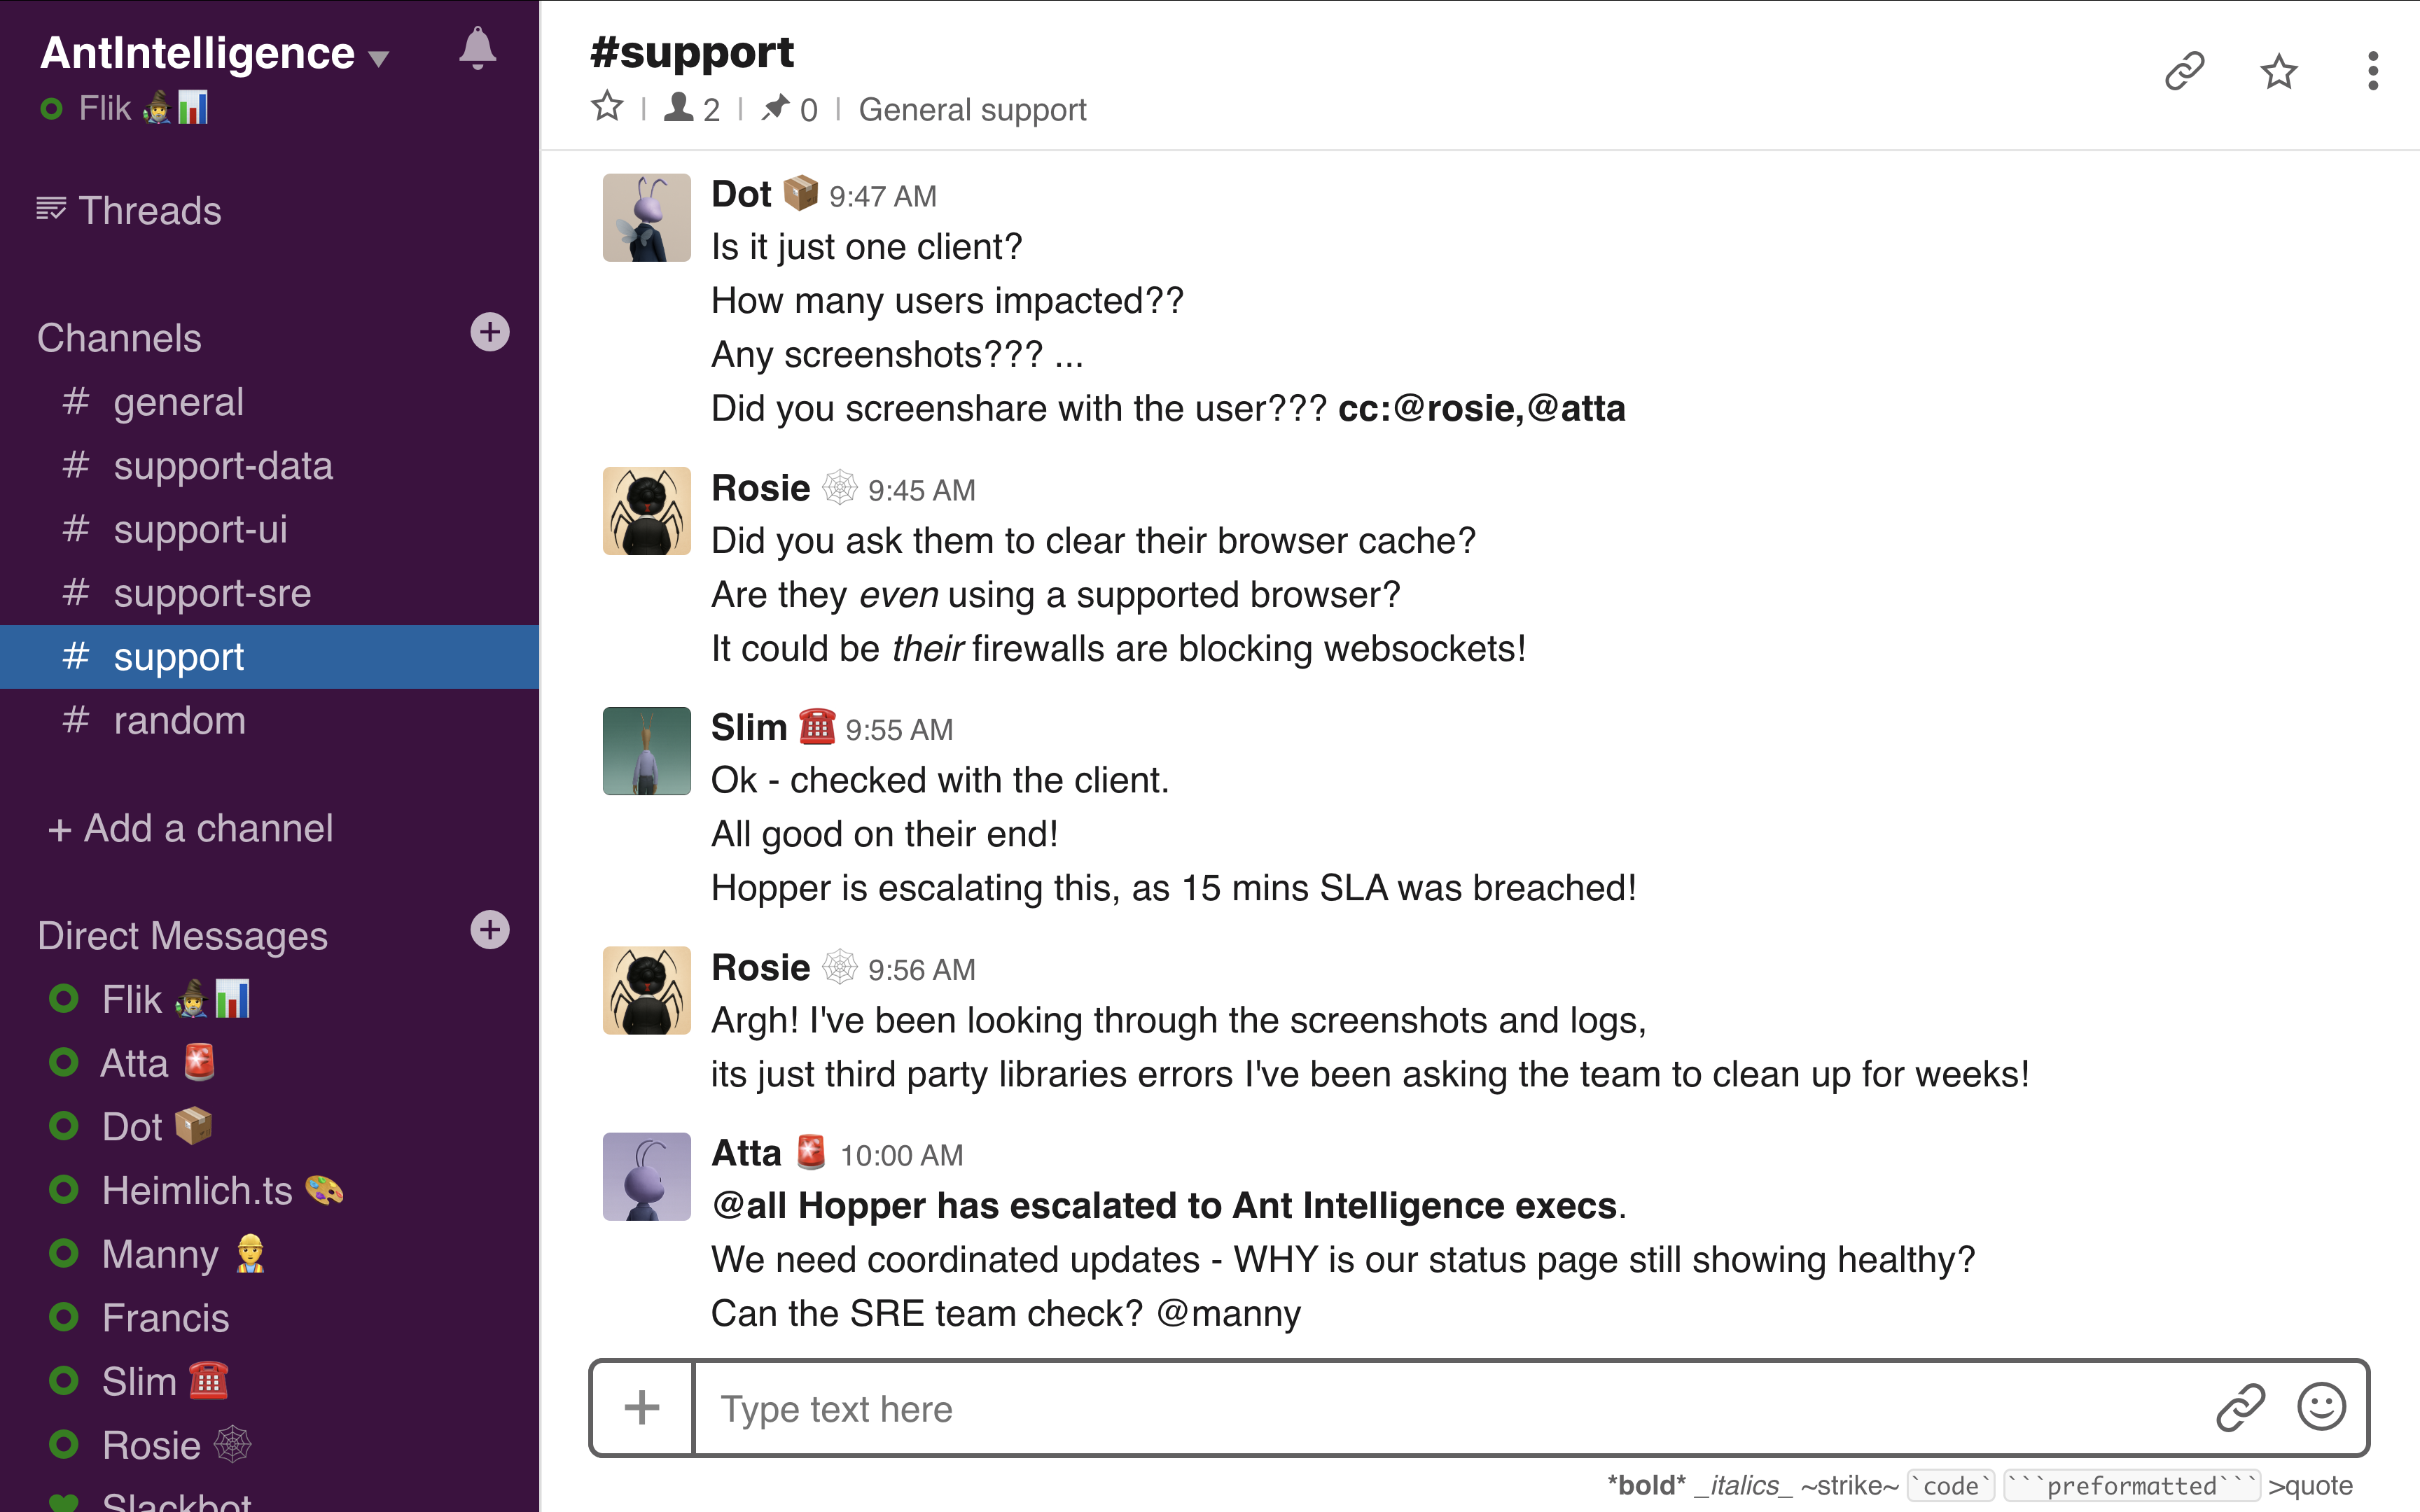 AntIntelligence
Flik
Threads
Channels
# general
# support-data
# support-ui
# support-sre
# support
# random
+ Add a channel
Direct Messages
Flik
Atta
Dot
Heimlich.ts
Manny
Francis
Slim
Rosie
Slackbot
#support
2 | 0 | General support
Dot 9:47 AM
Is it just one client?
How many users impacted??
Any screenshots??? ...
Did you screenshare with the user??? cc:@rosie,@atta
Rosie 9:45 AM
Did you ask them to clear their browser cache?
Are they even using a supported browser?
It could be their firewalls are blocking websockets!
Slim 9:55 AM
Ok - checked with the client.
All good on their end!
Hopper is escalating this, as 15 mins SLA was breached!
Rosie 9:56 AM
Argh! I've been looking through the screenshots and logs,
its just third party libraries errors I've been asking the team to clean up for weeks!
Atta 10:00 AM
@all Hopper has escalated to Ant Intelligence execs.
We need coordinated updates - WHY is our status page still showing healthy?
Can the SRE team check? @manny
Type text here
*bold* _italics_ ~strike~ `code` ```preformatted``` >quote